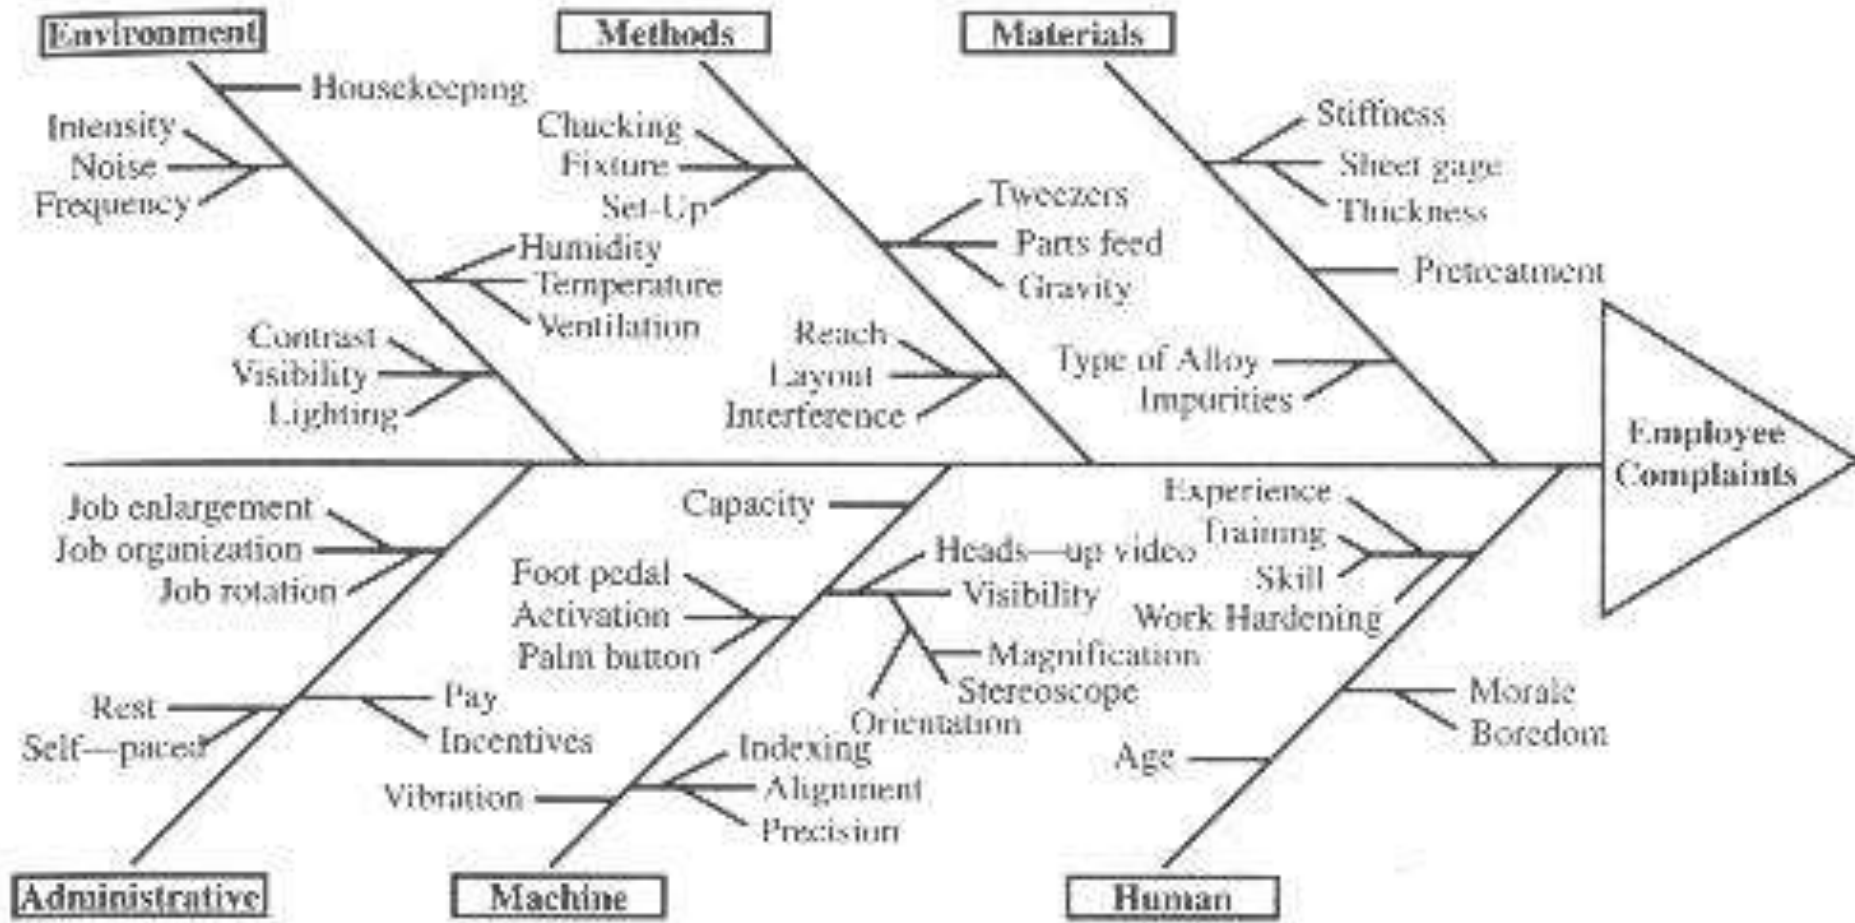 Environment
Methods
Materials
Housekeeping
Intensity
Noise
Frequency
Humidity
Temperature
Ventilation
Contrast
Visibility
Lighting
Chucking
Fixture
Set-Up
Tweezers
Parts feed
Gravity
Reach
Layout
Interference
Stiffness
Sheet gage
Thickness
Pretreatment
Type of Alloy
Impurities
Employee
Complaints
Job enlargement
Job organization
Job rotation
Rest
Self—paced
Pay
Incentives
Capacity
Foot pedal
Activation
Palm button
Heads—up video
Visibility
Magnification
Stereoscope
Orientation
Indexing
Alignment
Precision
Vibration
Experience
Training
Skill
Work Hardening
Morale
Boredom
Age
Administrative
Machine
Human